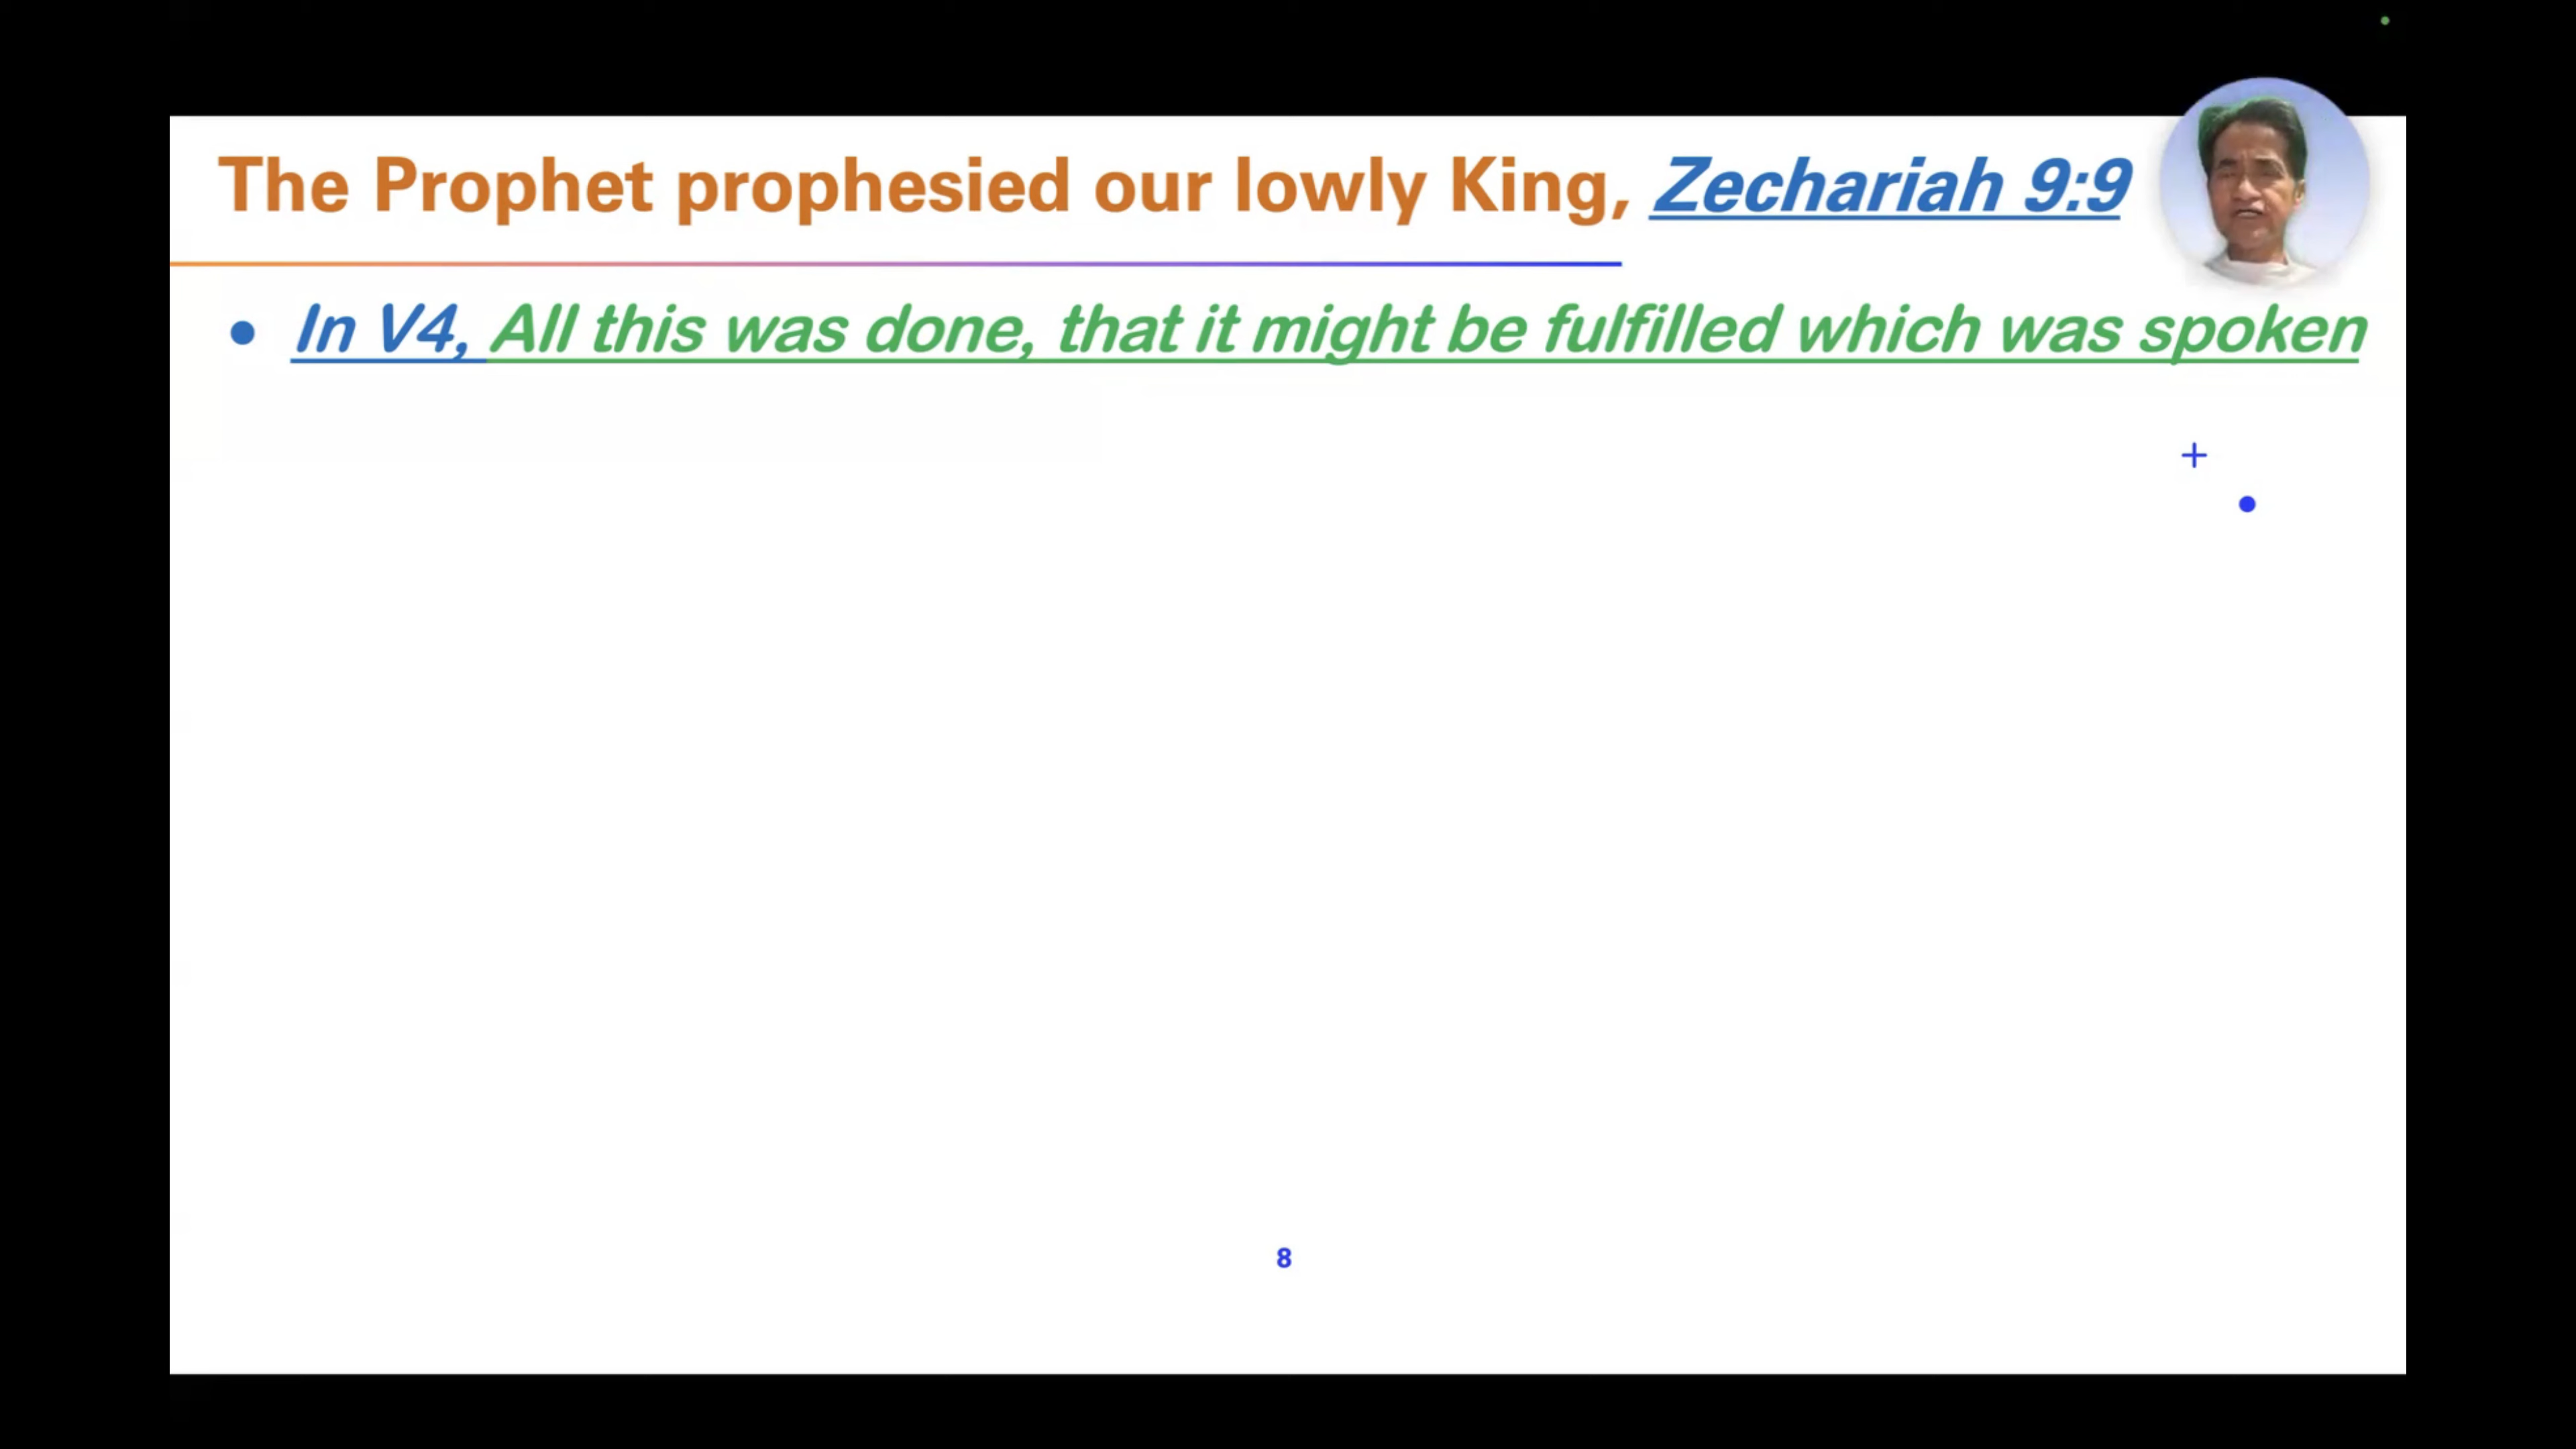 The Prophet prophesied our lowly King, Zechariah 9:9
• In V4, All this was done, that it might be fulfilled which was spoken
8